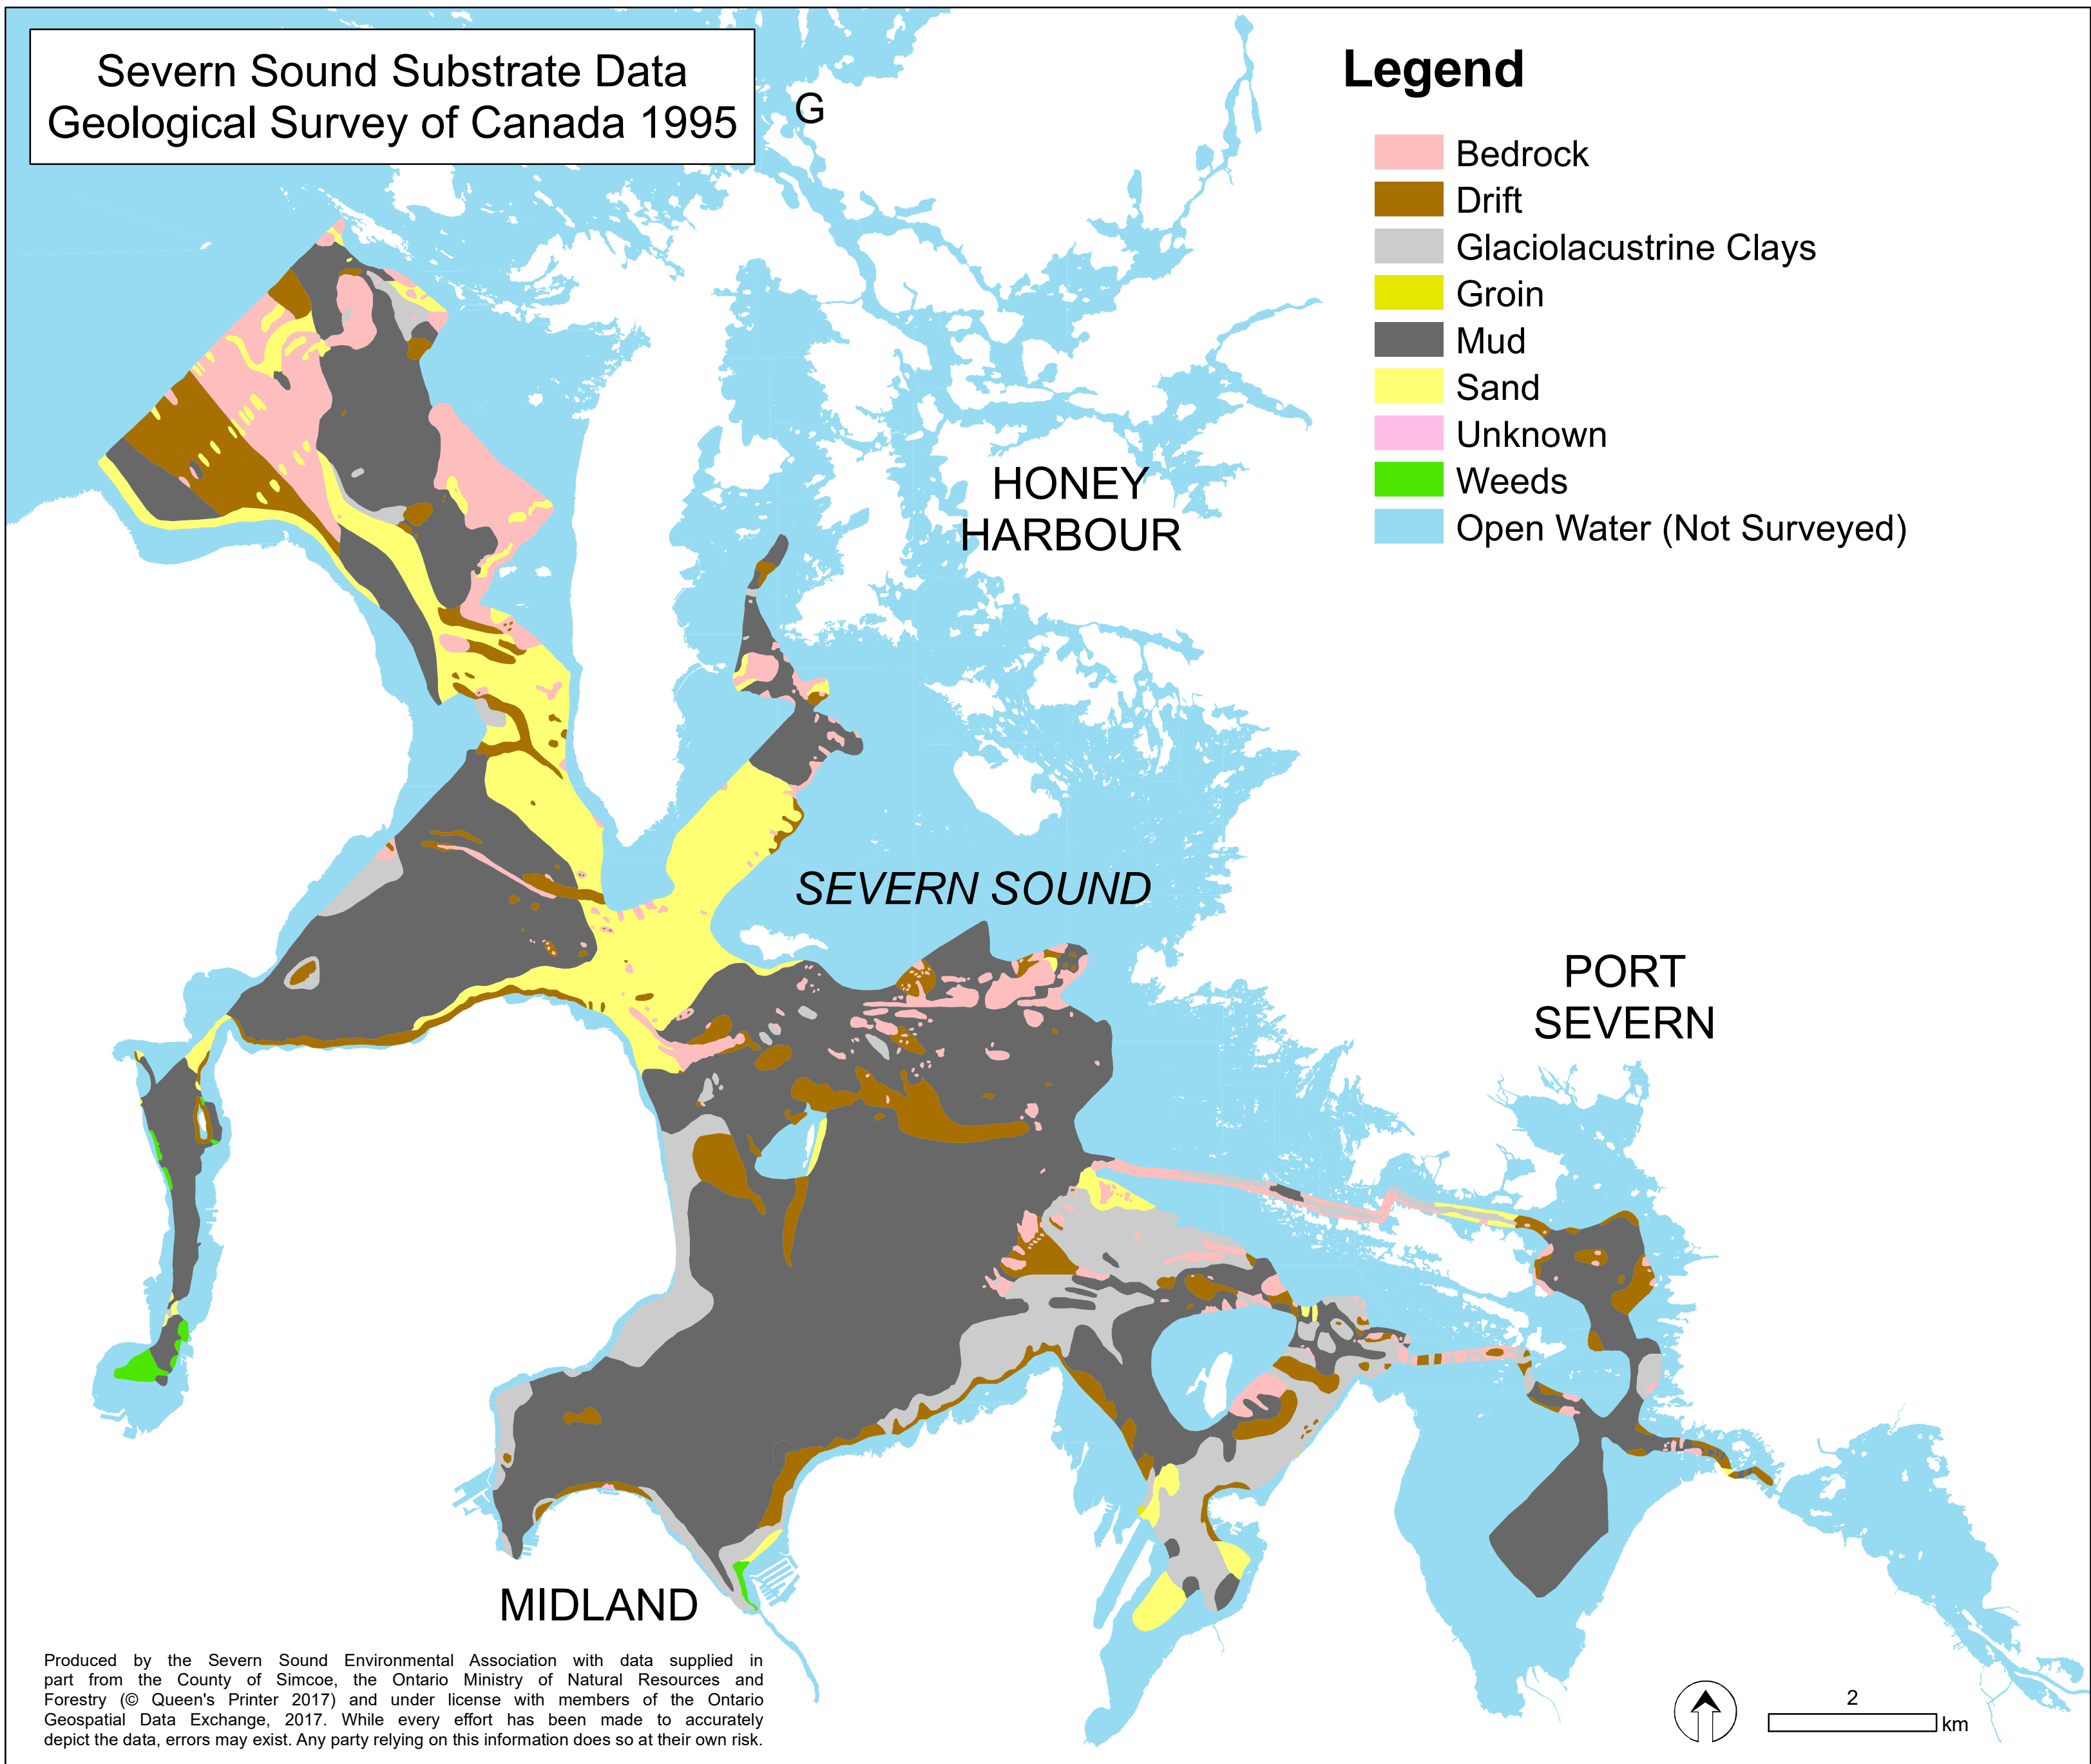 Severn Sound Substrate Data
Geological Survey of Canada 1995
G
Legend
Bedrock
Drift
Glaciolacustrine Clays
Groin
Mud
Sand
Unknown
Weeds
Open Water (Not Surveyed)
HONEY
HARBOUR
SEVERN SOUND
PORT
SEVERN
MIDLAND
Produced by the Severn Sound Environmental Association with data supplied in
part from the County of Simcoe, the Ontario Ministry of Natural Resources and
Forestry (© Queen's Printer 2017) and under license with members of the Ontario
Geospatial Data Exchange, 2017. While every effort has been made to accurately
depict the data, errors may exist. Any party relying on this information does so at their own risk.
2
km